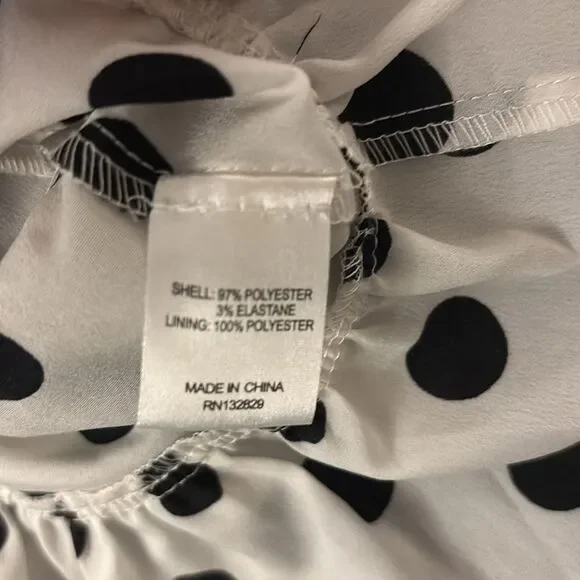 SHELL: 97% POLYESTER
3% ELASTANE
LINING: 100% POLYESTER
MADE IN CHINA
RN132829